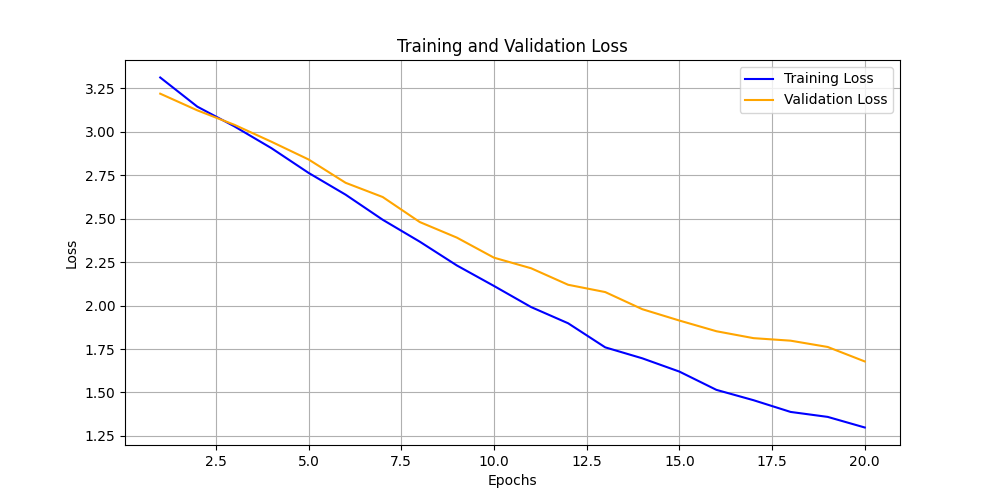 Training and Validation Loss
Training Loss
Validation Loss
3.25
3.00
2.75
2.50
2.25
2.00
1.75
1.50
1.25
Loss
2.5 5.0 7.5 10.0 12.5 15.0 17.5 20.0
Epochs